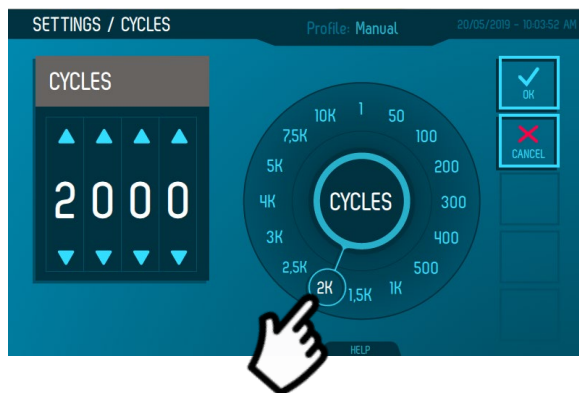 SETTINGS / CYCLES
Profile: Manual
20/05/2019 - 10:03:52 AM
CYCLES
2000
1
50
100
200
300
400
500
1K
1,5K
2K
2,5K
3K
4K
5K
7,5K
10K
CYCLES
OK
CANCEL
HELP